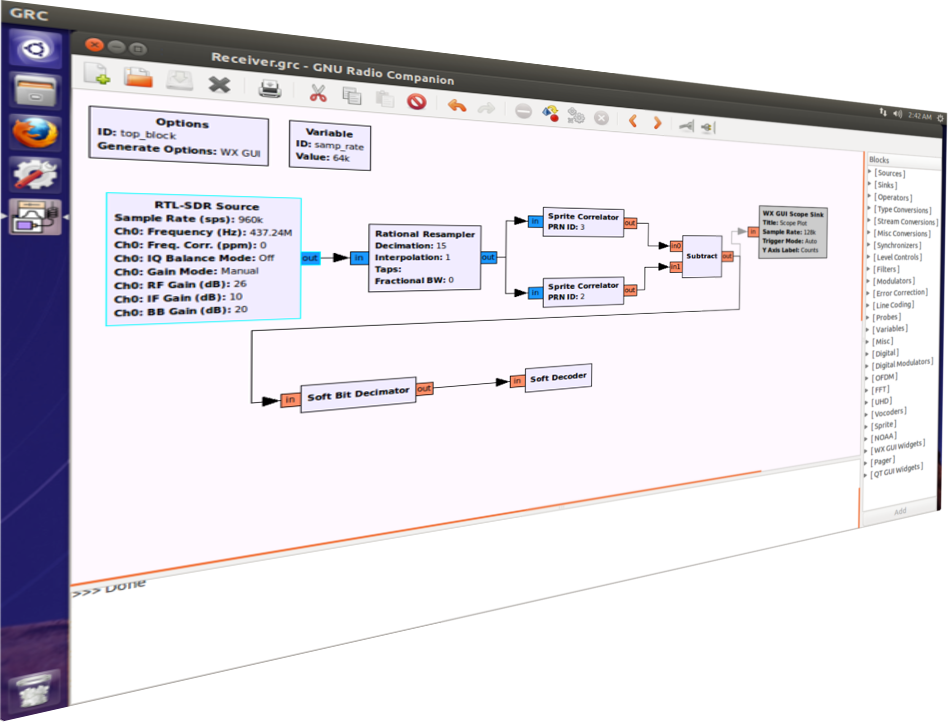 GRC
Receiver.grc - GNU Radio Companion
2:42 AM
Options
ID: top_block
Generate Options: WX GUI
Variable
ID: samp_rate
Value: 64k
RTL-SDR Source
Sample Rate (sps): 960k
Ch0: Frequency (Hz): 437.24M
Ch0: Freq. Corr. (ppm): 0
Ch0: IQ Balance Mode: Off
Ch0: Gain Mode: Manual
Ch0: RF Gain (dB): 26
Ch0: IF Gain (dB): 10
Ch0: BB Gain (dB): 20
out
in
Rational Resampler
Decimation: 15
Interpolation: 1
Taps:
Fractional BW: 0
out
in
Sprite Correlator
PRN ID: 3
out
in
Sprite Correlator
PRN ID: 2
out
in0
in1
Subtract
out
in
WX GUI Scope Sink
Title: Scope Plot
Sample Rate: 128k
Trigger Mode: Auto
Y Axis Label: Counts
in
Soft Bit Decimator
out
in
Soft Decoder
Blocks
[ Sources ]
[ Sinks ]
[ Operators ]
[ Type Conversions ]
[ Stream Conversions ]
[ Misc Conversions ]
[ Synchronizers ]
[ Level Controls ]
[ Filters ]
[ Modulators ]
[ Error Correction ]
[ Line Coding ]
[ Probes ]
[ Variables ]
[ Misc ]
[ Digital ]
[ Digital Modulators ]
[ OFDM ]
[ FFT ]
[ UHD ]
[ Vocoders ]
[ Sprite ]
[ NOAA ]
[ WX GUI Widgets ]
[ Pager ]
[ QT GUI Widgets ]
Add
>>> Done